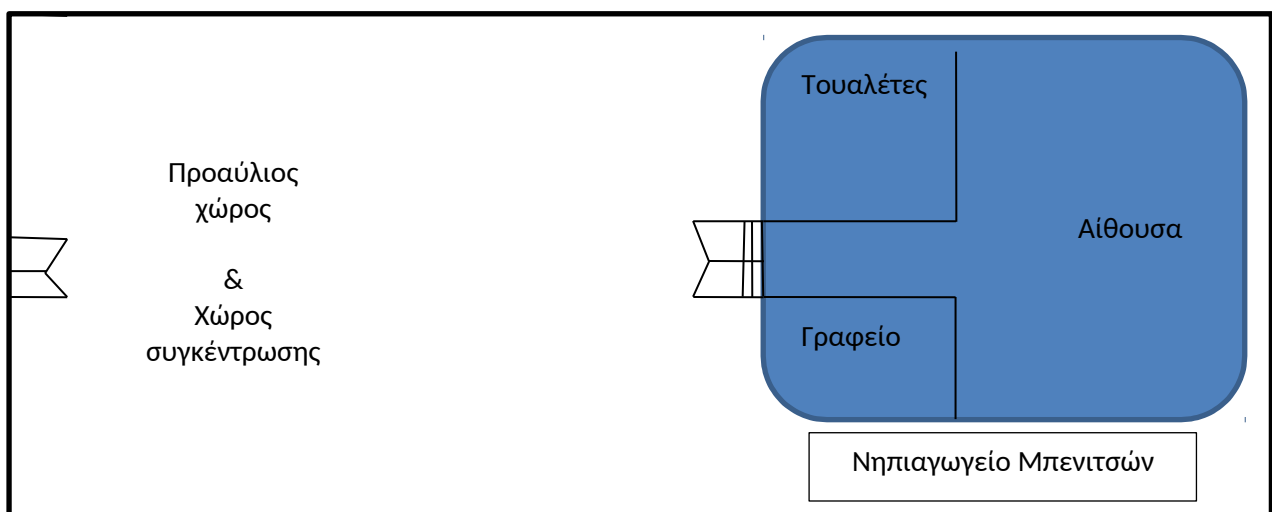 Προαύλιος
χώρος
&
Χώρος
συγκέντρωσης
Τουαλέτες
Αίθουσα
Γραφείο
Νηπιαγωγείο Μπενιτσών